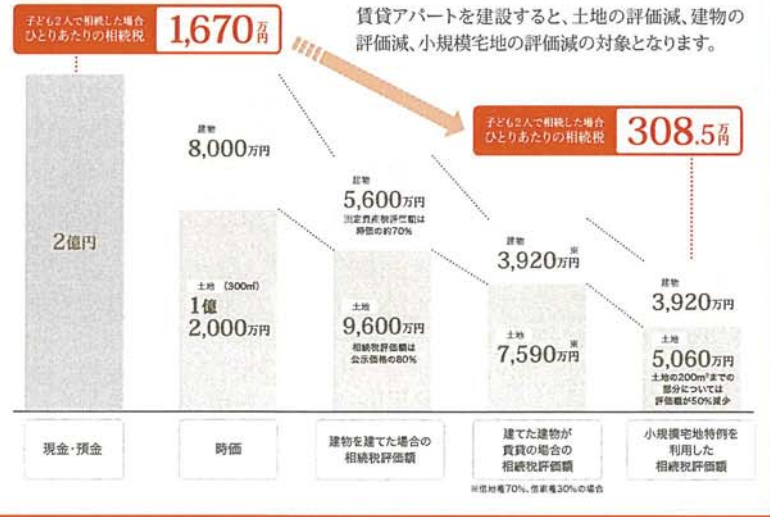 子ども2人で相続した場合
ひとりあたりの相続税
1,670万円
賃貸アパートを建設すると、土地の評価減、建物の
評価減、小規模宅地の評価減の対象となります。
子ども2人で相続した場合
ひとりあたりの相続税
308.5万円
2億円
建物
8,000万円
土地 (300㎡)
1億
2,000万円
建物
5,600万円
固定資産税評価額は
時価の約70%
土地
9,600万円
相続税評価額は
公示価格の80%
建物
3,920万円※
土地
7,590万円※
建物
3,920万円
土地
5,060万円
土地の200m²までの
部分については
評価額が50%減少
現金・預金
時価
建物を建てた場合の
相続税評価額
建てた建物が
賃貸の場合の
相続税評価額
小規模宅地特例を
利用した
相続税評価額
※借地権70%、借家権30%の場合